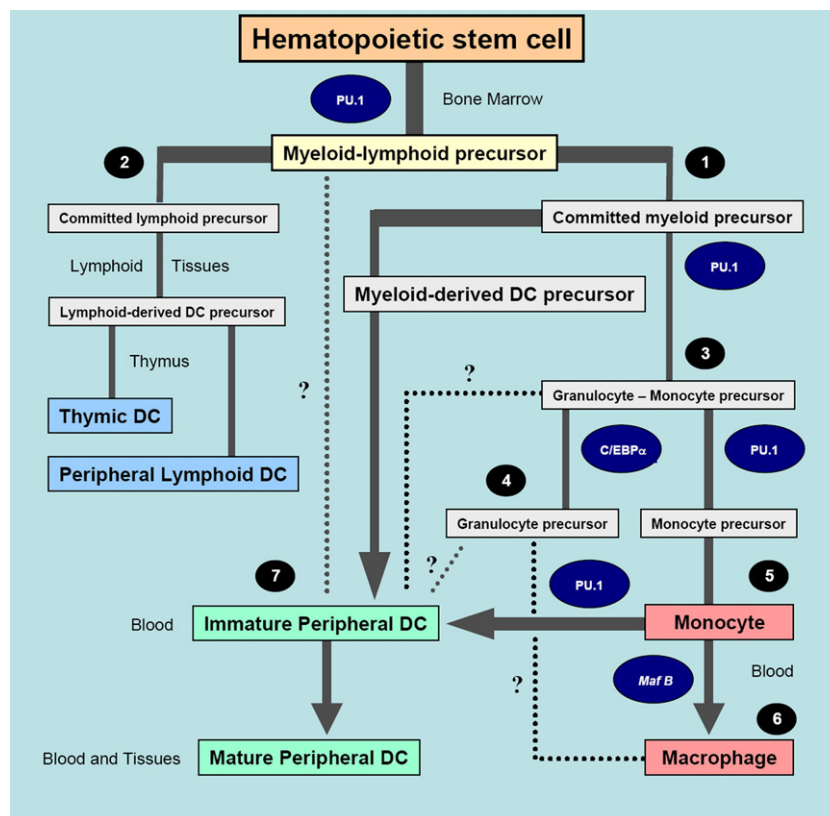 Hematopoietic stem cell
PU.1
Bone Marrow
Myeloid-lymphoid precursor
2
1
Committed lymphoid precursor
Committed myeloid precursor
Lymphoid Tissues
PU.1
Myeloid-derived DC precursor
Lymphoid-derived DC precursor
3
Thymus
?
?
Granulocyte – Monocyte precursor
Thymic DC
C/EBPα
PU.1
Peripheral Lymphoid DC
4
Granulocyte precursor
Monocyte precursor
?
7
PU.1
5
Blood
Immature Peripheral DC
Monocyte
?
Maf B
Blood
6
Blood and Tissues
Mature Peripheral DC
Macrophage